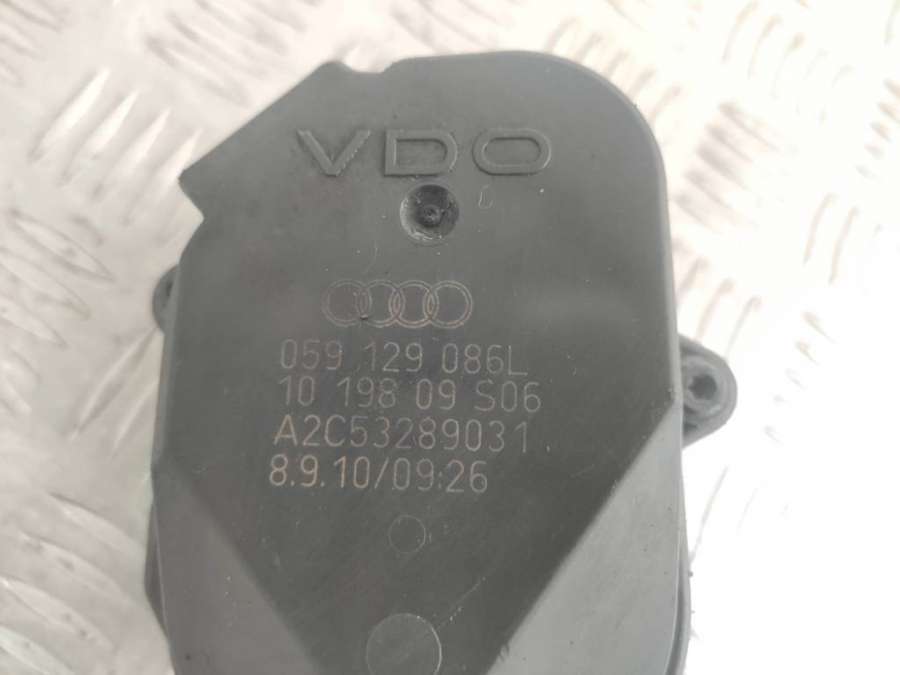 VDO
059 129 086L
10 198 09 S06
A2C53289031
8.9.10/09:26